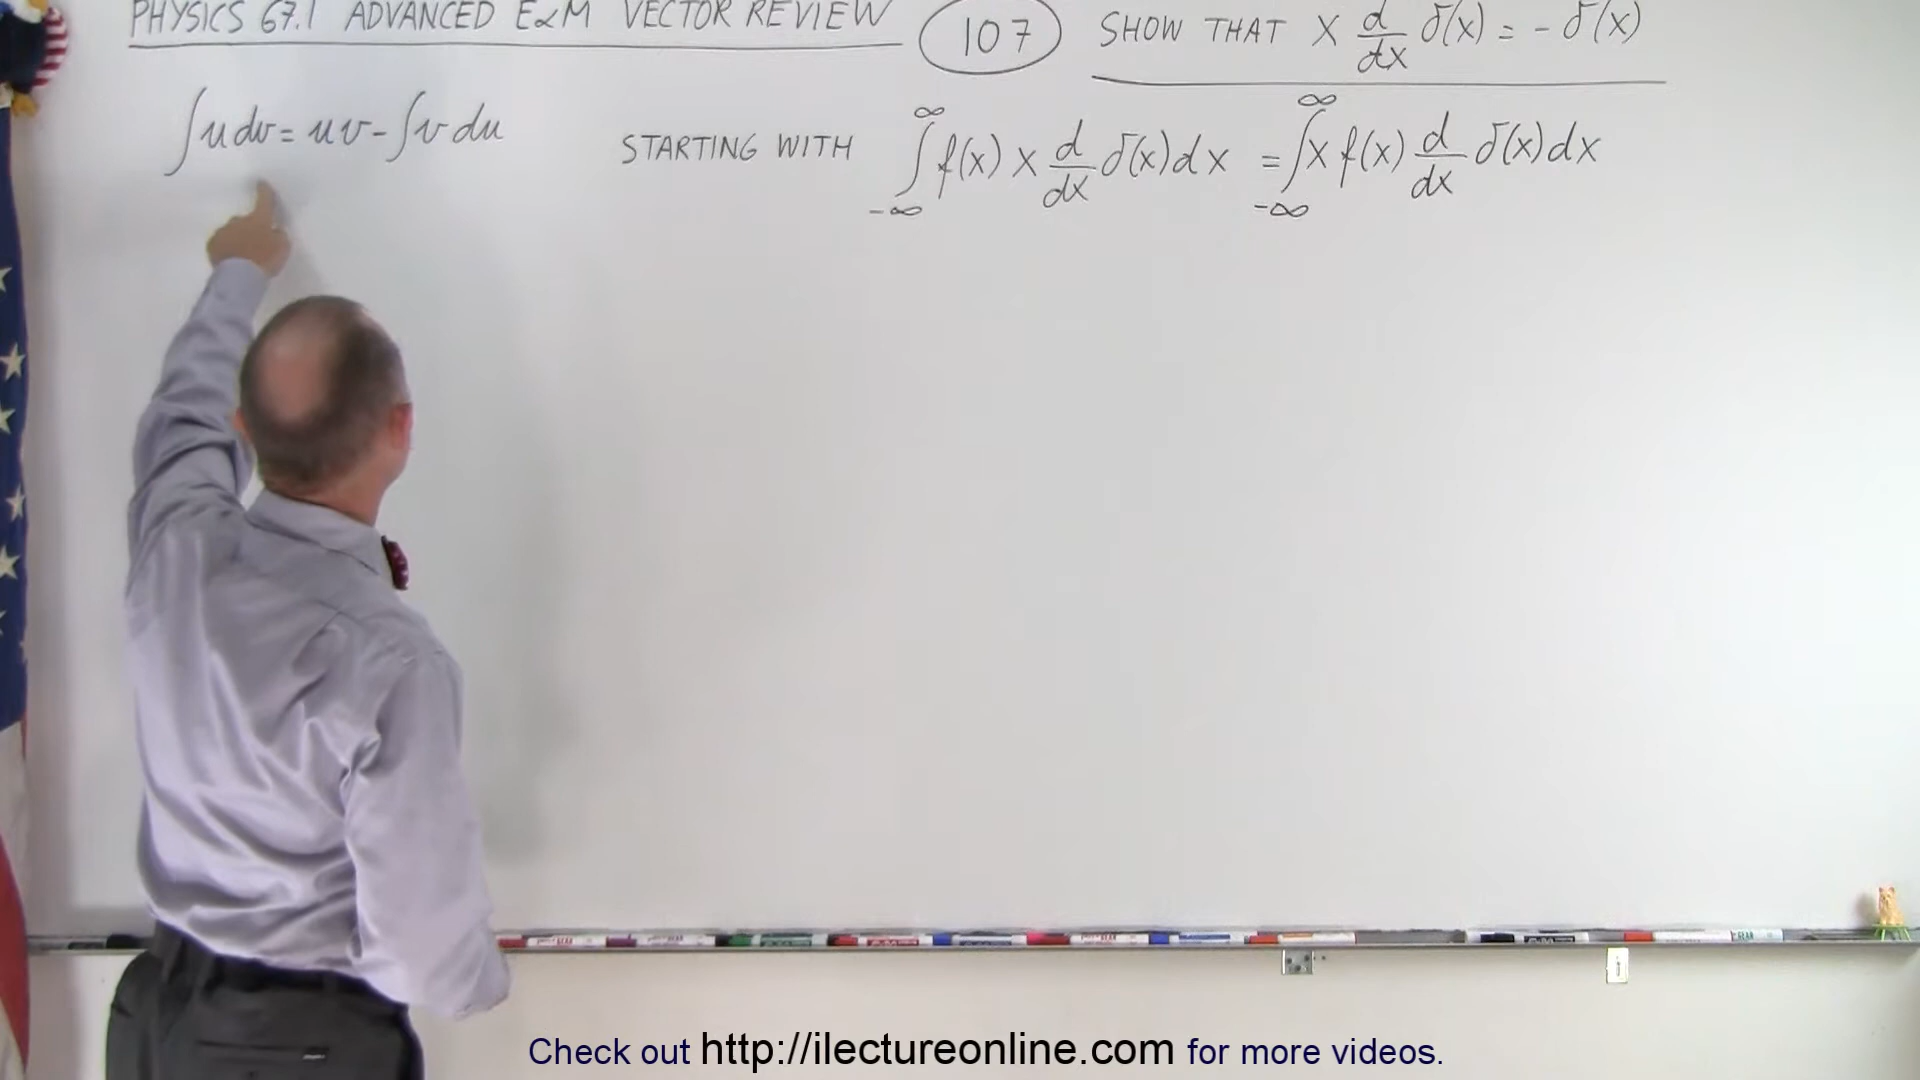 PHYSICS 67.1 ADVANCED E&M VECTOR REVIEW
107
SHOW THAT x d/dx δ(x) = - δ(x)
∫u dv = uv - ∫v du
STARTING WITH ∫_{-∞}^{∞} f(x) x d/dx δ(x) dx = ∫_{-∞}^{∞} x f(x) d/dx δ(x) dx
Check out http://ilectureonline.com for more videos.